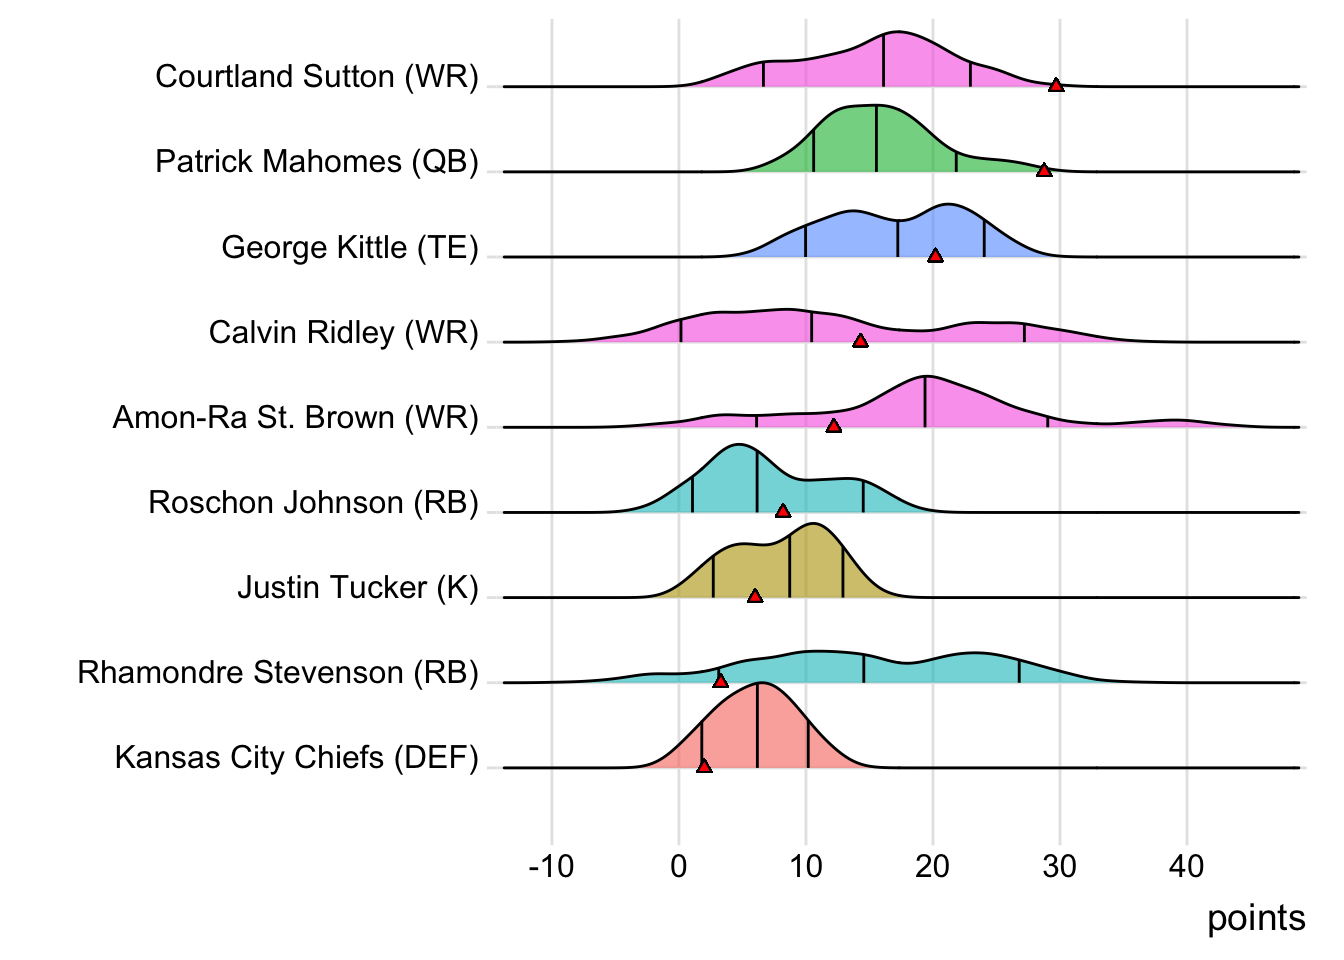 Courtland Sutton (WR)
Patrick Mahomes (QB)
George Kittle (TE)
Calvin Ridley (WR)
Amon-Ra St. Brown (WR)
Roschon Johnson (RB)
Justin Tucker (K)
Rhamondre Stevenson (RB)
Kansas City Chiefs (DEF)
-10 0 10 20 30 40
points